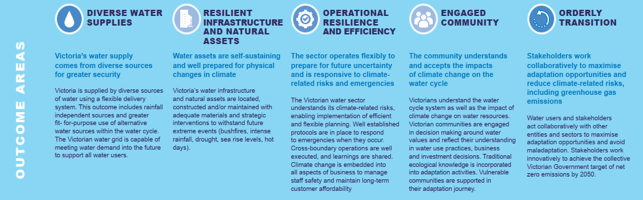 OUTCOME AREAS
DIVERSE WATER
SUPPLIES
Victoria's water supply
comes from diverse sources
for greater security
Victoria is supplied by diverse sources
of water using a flexible delivery
system. This outcome includes rainfall
independent sources and greater
fit- for-purpose use of alternative
water sources within the water cycle.
The Victorian water grid is capable of
meeting water demand into the future
to support all water users.
RESILIENT
INFRASTRUCTURE
AND NATURAL
ASSETS
Water assets are self-sustaining
and well prepared for physical
changes in climate
Victoria's water infrastructure
and natural assets are located,
constructed and/or maintained with
adequate materials and strategic
interventions to withstand future
extreme events (bushfires, intense
rainfall, drought, sea level rises, hot
days).
OPERATIONAL
RESILIENCE
AND EFFICIENCY
The sector operates flexibly to
prepare for future uncertainty
and is responsive to climate-
related risks and emergencies
The Victorian water sector
understands its climate-related risks,
enabling implementation of efficient
and flexible planning. Well established
protocols are in place to respond
to emergencies when they occur.
Cross-boundary operations are well
executed, and learnings are shared.
Climate change is embedded into
all aspects of business to manage
staff safety and maintain long-term
customer affordability
ENGAGED
COMMUNITY
The community understands
and accepts the impacts
of climate change on the
water cycle
Victorians understand the water
cycle system as well as the impact of
climate change on water resources.
Victorian communities are engaged
in decision making around water
values and reflect their understanding
in water use practices, business
and investment decisions. Traditional
ecological knowledge is incorporated
into adaptation activities. Vulnerable
communities are supported in
their adaptation journey.
ORDERLY
TRANSITION
Stakeholders work
collaboratively to maximise
adaptation opportunities and
reduce climate-related risks,
including greenhouse gas
emissions
Water users and stakeholders
act collaboratively with other
entities and sectors to maximise
adaptation opportunities and avoid
maladaptation. Stakeholders work
innovatively to achieve the collective
Victorian Government target of net
zero emissions by 2050.